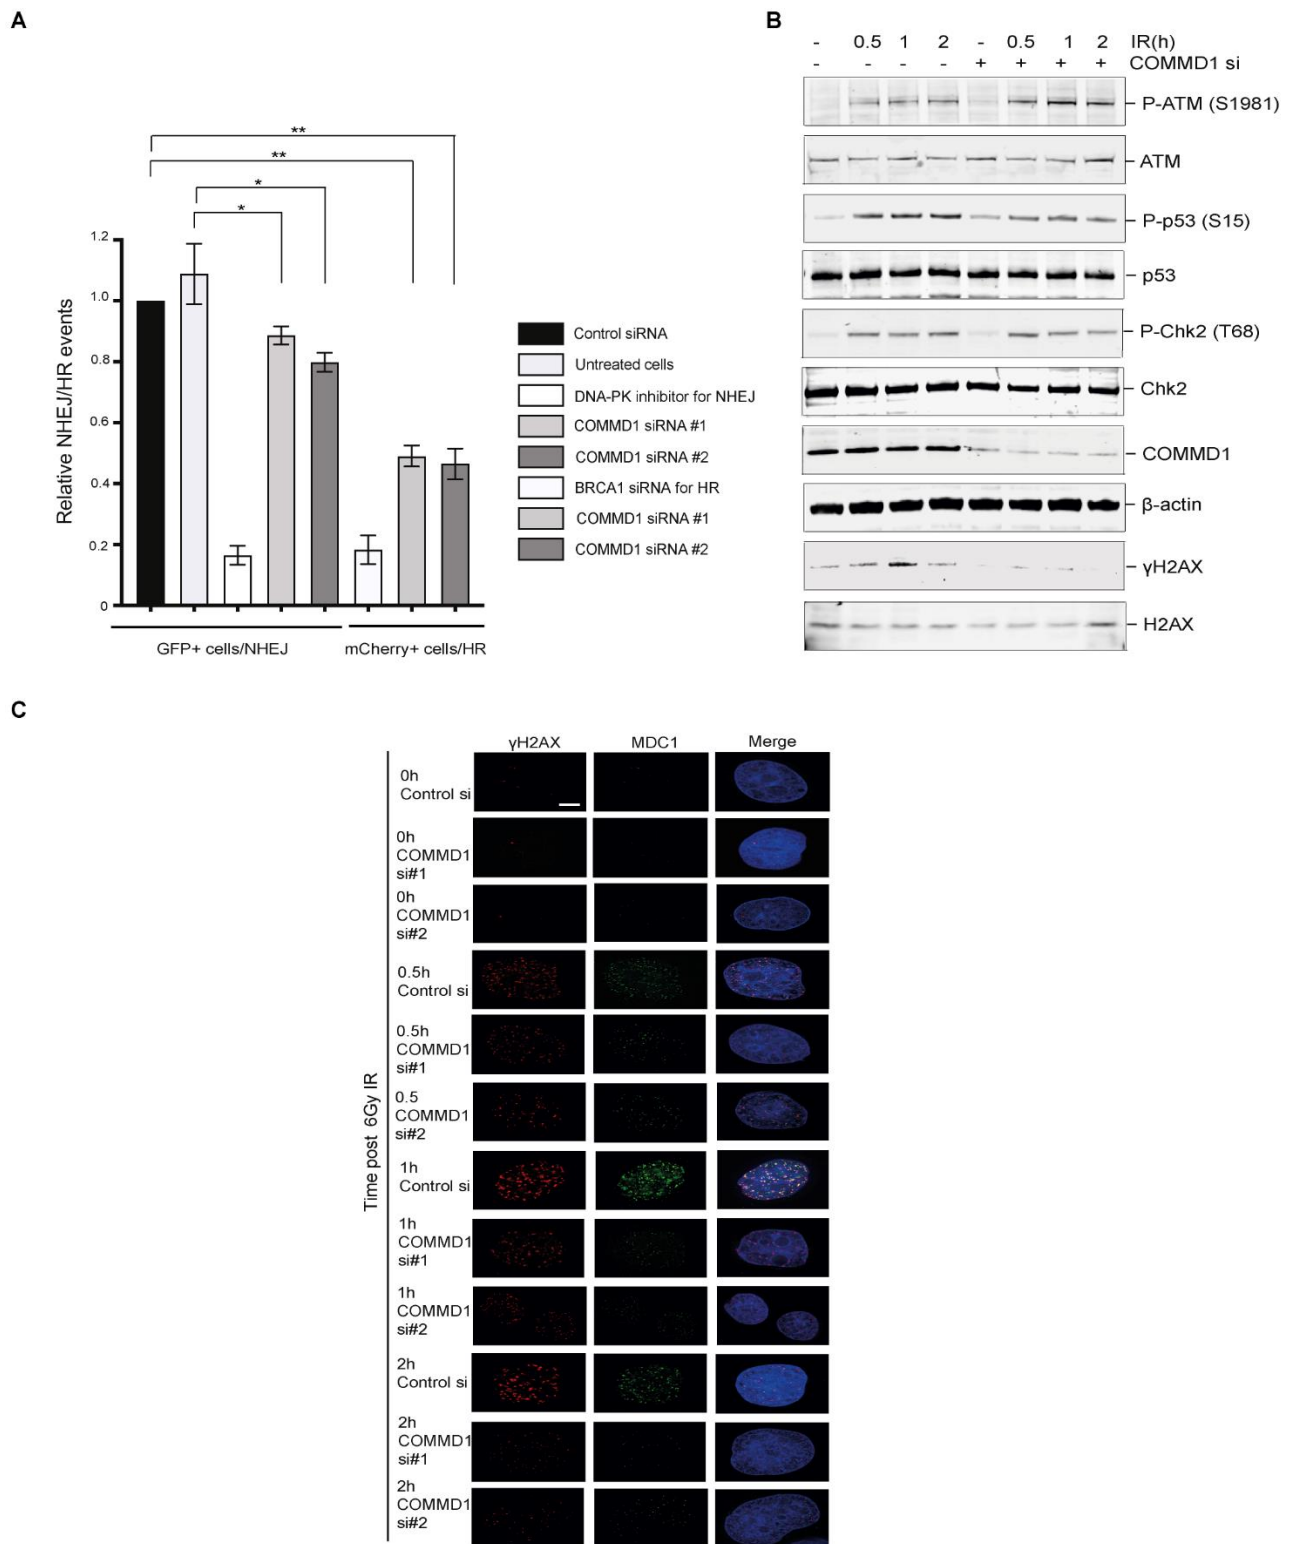 A
**
**
*
*
1.2
1.0
0.8
0.6
0.4
0.2
0
Relative NHEJ/HR events
GFP+ cells/NHEJ
mCherry+ cells/HR
Control siRNA
Untreated cells
DNA-PK inhibitor for NHEJ
COMMD1 siRNA #1
COMMD1 siRNA #2
BRCA1 siRNA for HR
COMMD1 siRNA #1
COMMD1 siRNA #2
B
- 0.5 1 2 - 0.5 1 2 IR(h)
- - - - + + + + COMMD1 si
P-ATM (S1981)
ATM
P-p53 (S15)
p53
P-Chk2 (T68)
Chk2
COMMD1
β-actin
γH2AX
H2AX
C
γH2AX MDC1 Merge
Time post 6Gy IR
0h
Control si
0h
COMMD1
si#1
0h
COMMD1
si#2
0.5h
Control si
0.5h
COMMD1
si#1
0.5
COMMD1
si#2
1h
Control si
1h
COMMD1
si#1
1h
COMMD1
si#2
2h
Control si
2h
COMMD1
si#1
2h
COMMD1
si#2